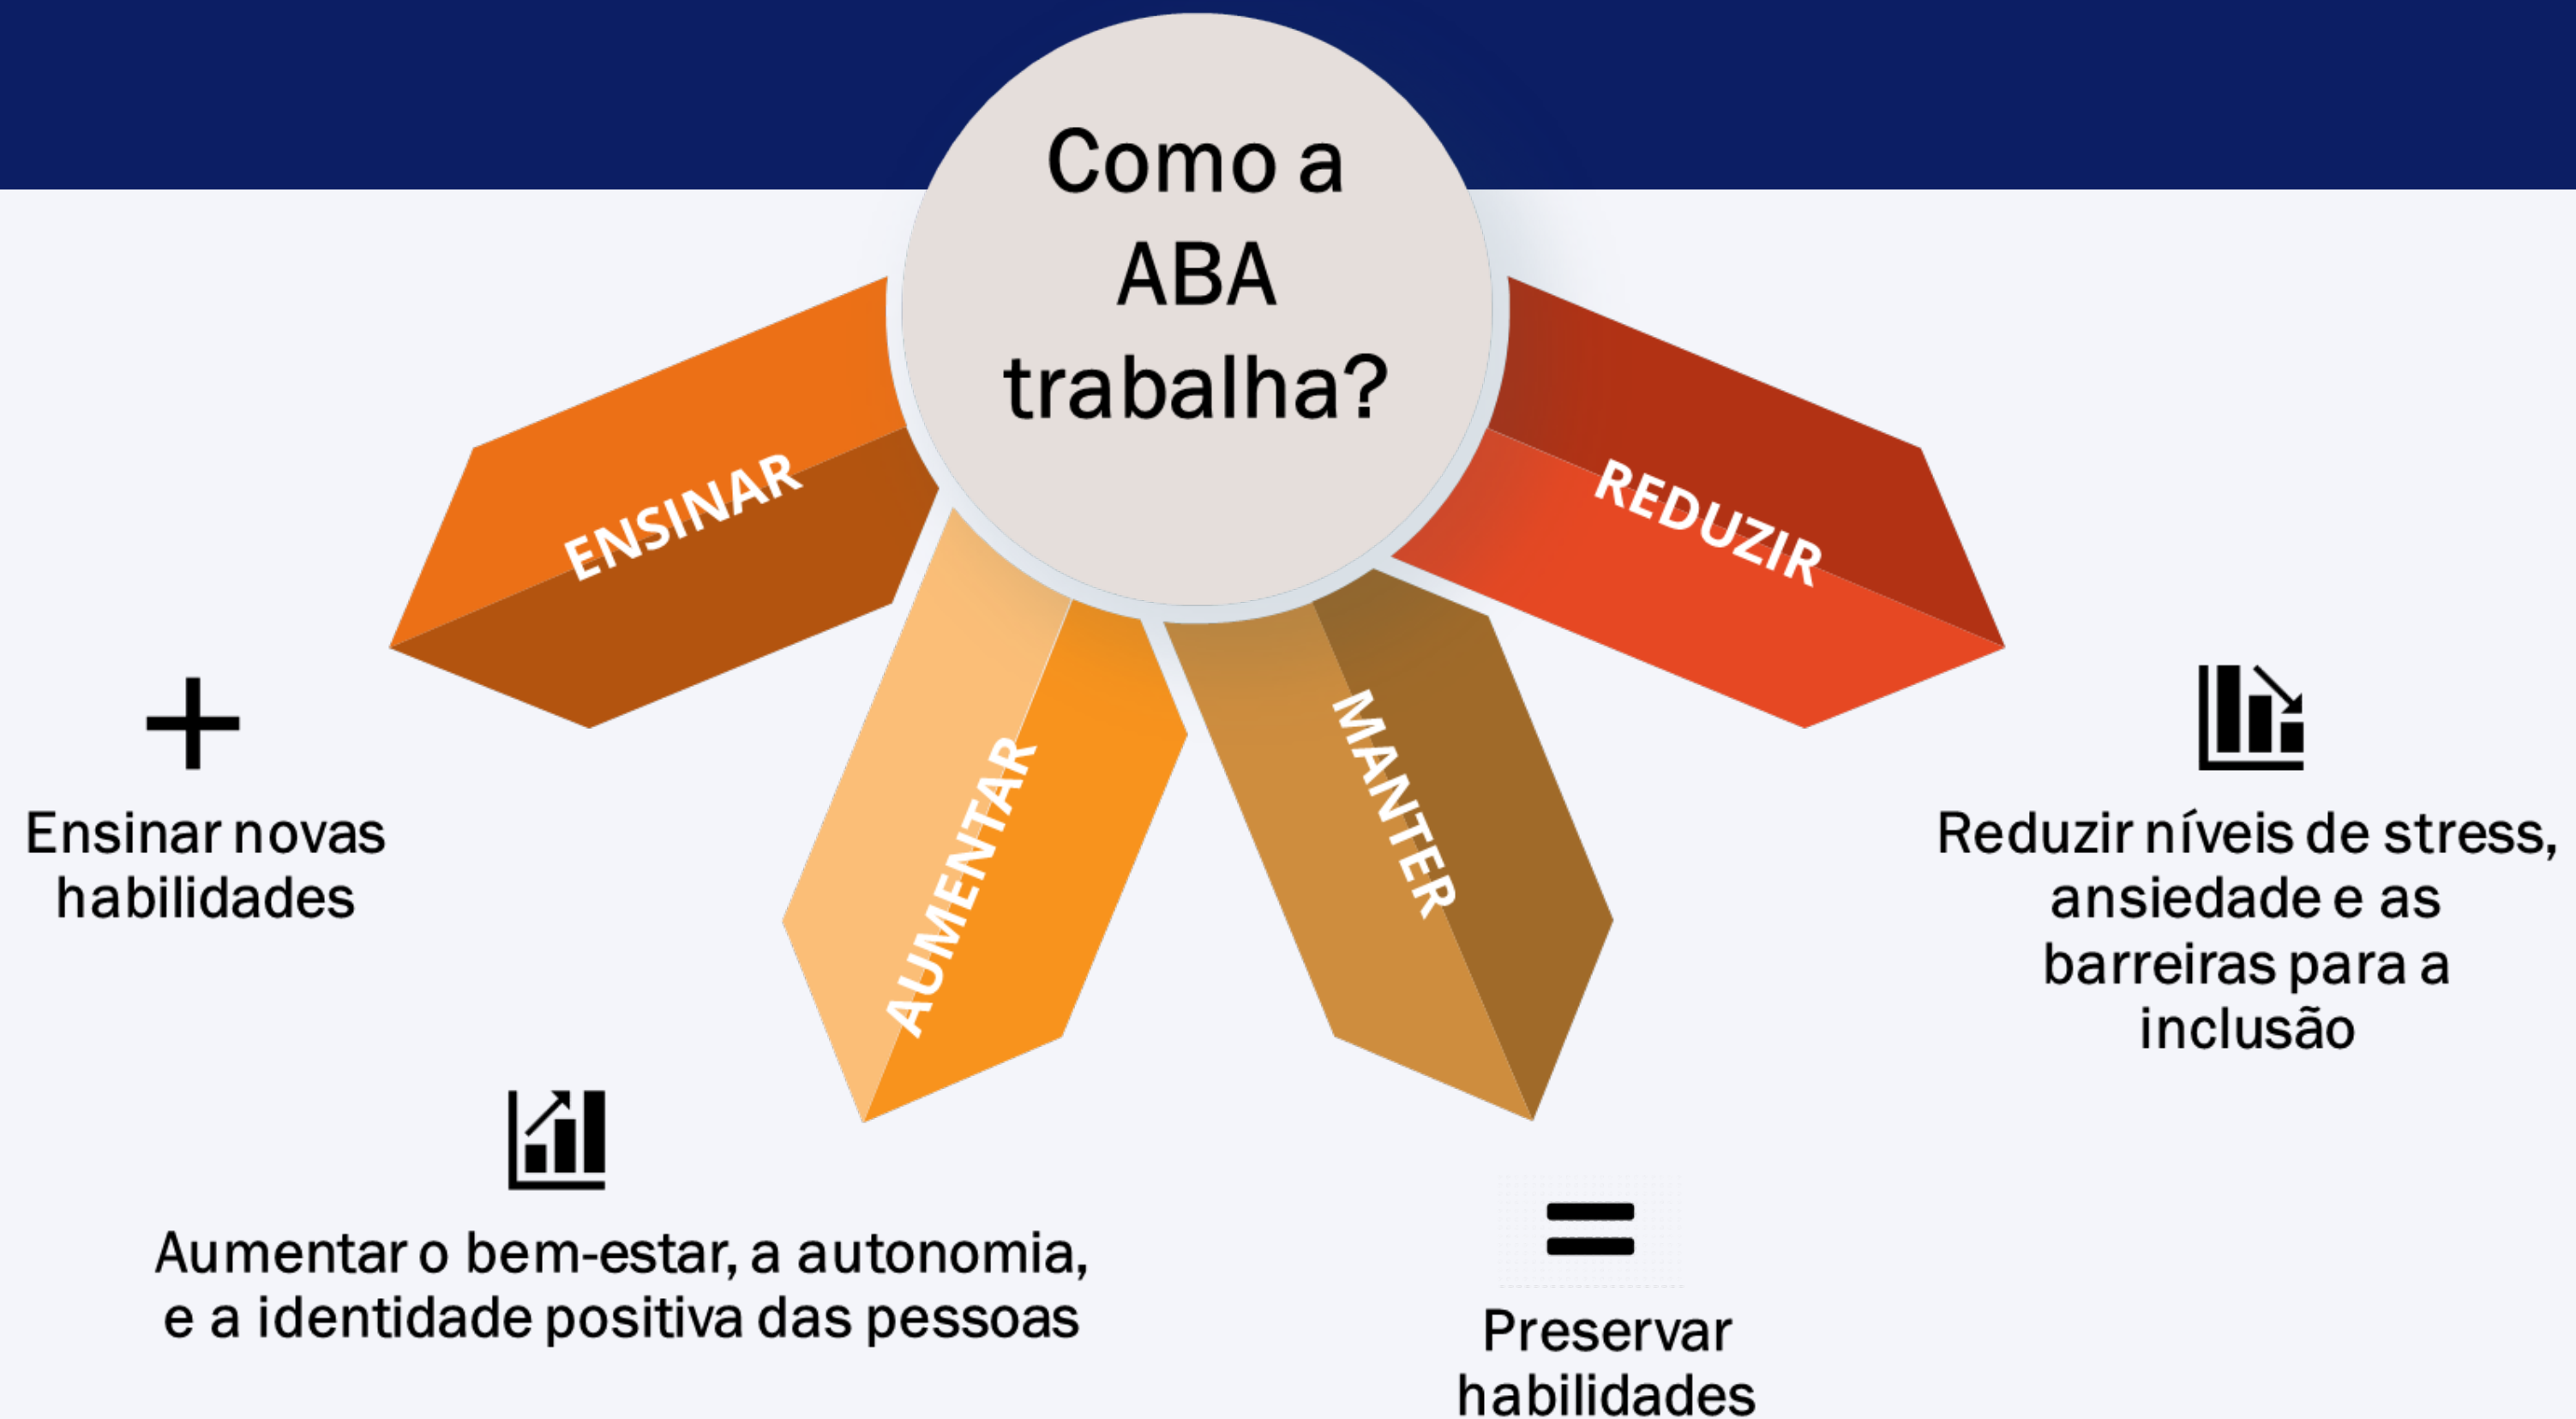 Como a
ABA
trabalha?
ENSINAR
AUMENTAR
MANTER
REDUZIR
Ensinar novas
habilidades
Aumentar o bem-estar, a autonomia,
e a identidade positiva das pessoas
Preservar
habilidades
Reduzir níveis de stress,
ansiedade e as
barreiras para a
inclusão